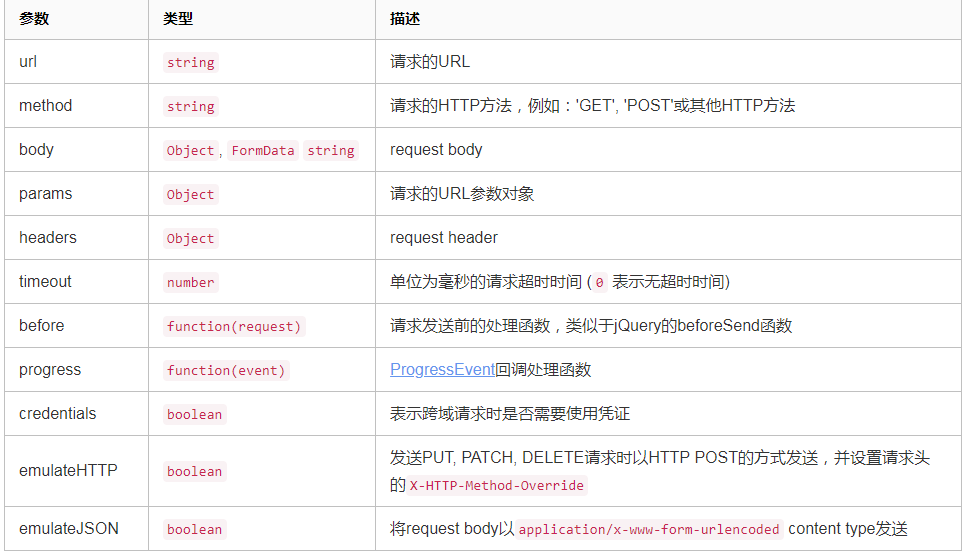 参数 类型 描述
url string 请求的URL
method string 请求的HTTP方法，例如：'GET', 'POST'或其他HTTP方法
body Object, FormData string request body
params Object 请求的URL参数对象
headers Object request header
timeout number 单位为毫秒的请求超时时间 ( 0 表示无超时时间)
before function(request) 请求发送前的处理函数，类似于jQuery的beforeSend函数
progress function(event) ProgressEvent回调处理函数
credentials boolean 表示跨域请求时是否需要使用凭证
emulateHTTP boolean 发送PUT, PATCH, DELETE请求时以HTTP POST的方式发送，并设置请求头
的 X-HTTP-Method-Override
emulateJSON boolean 将request body以 application/x-www-form-urlencoded content type发送